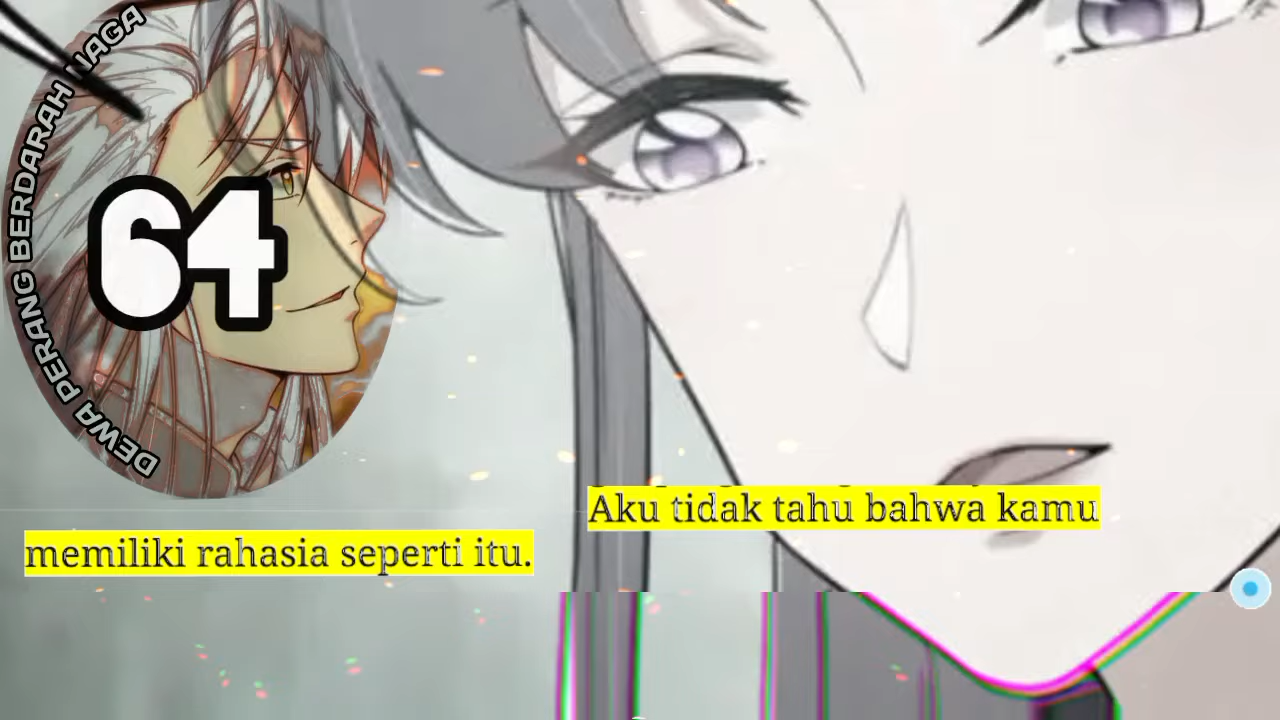 DEWA PERANG BERDARAH NAGA
64
Aku tidak tahu bahwa kamu
memiliki rahasia seperti itu.